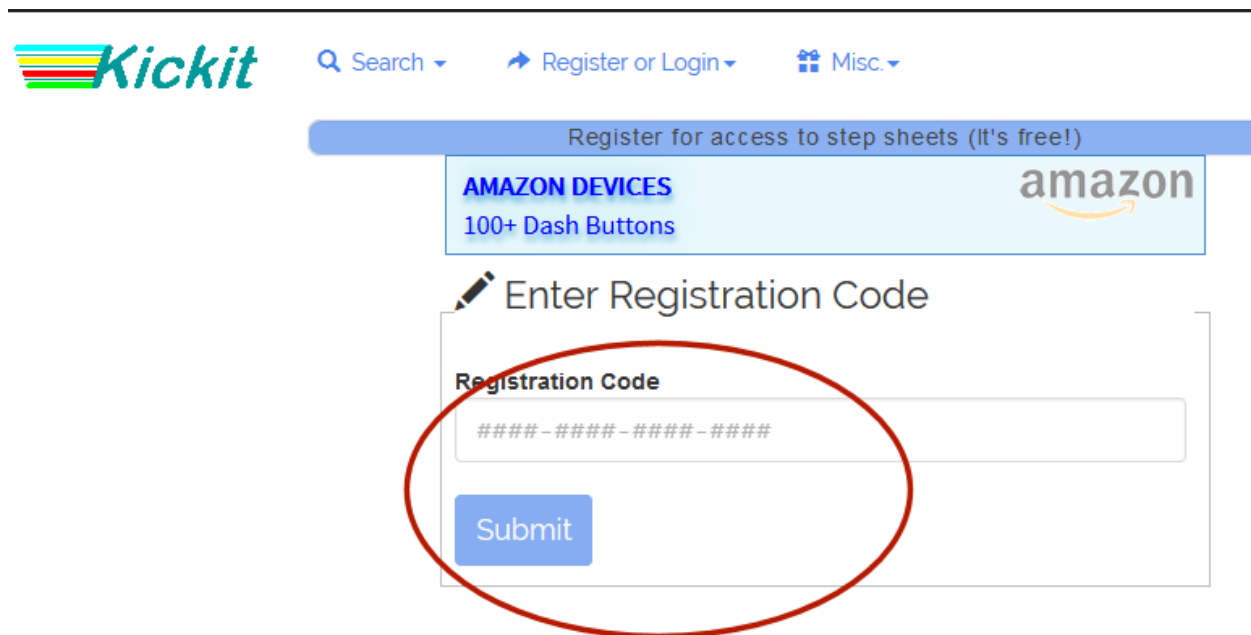 Kickit
Search
Register or Login
Misc.
Register for access to step sheets (It's free!)
AMAZON DEVICES
amazon
100+ Dash Buttons
Enter Registration Code
Registration Code
####-####-####-####
Submit